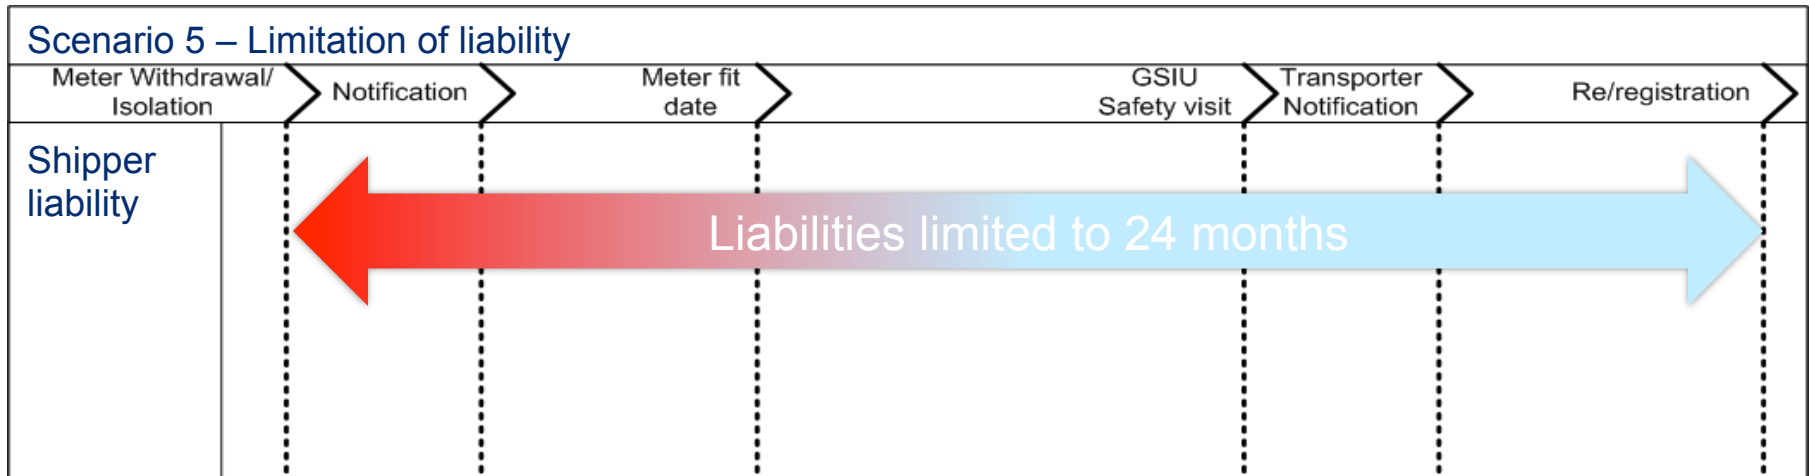 Scenario 5 – Limitation of liability
Meter Withdrawal/
Isolation
Notification
Meter fit
date
GSIU
Safety visit
Transporter
Notification
Re/registration
Shipper
liability
Liabilities limited to 24 months